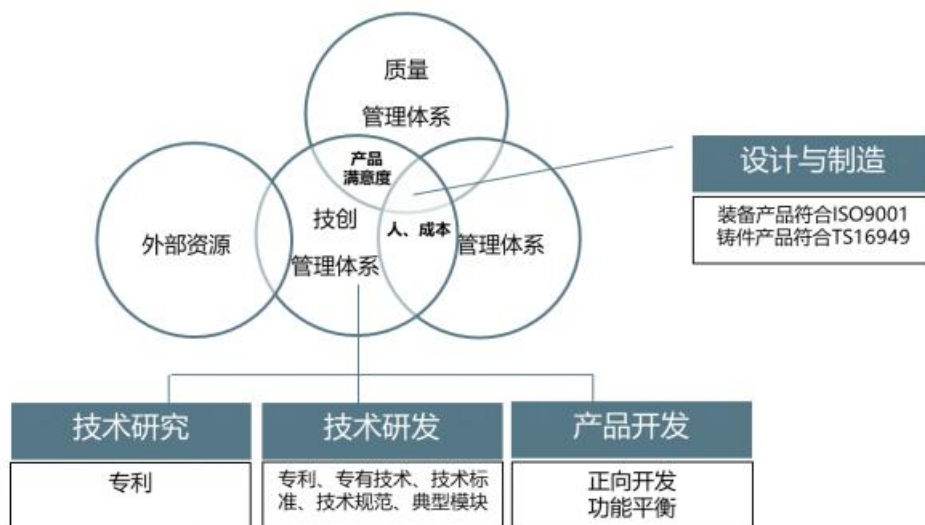 质量
管理体系
产品
满意度
设计与制造
装备产品符合ISO9001
铸件产品符合TS16949
外部资源
技创
管理体系
人、成本
管理体系
技术研究
专利
技术研发
专利、专有技术、技术标
准、技术规范、典型模块
产品开发
正向开发
功能平衡